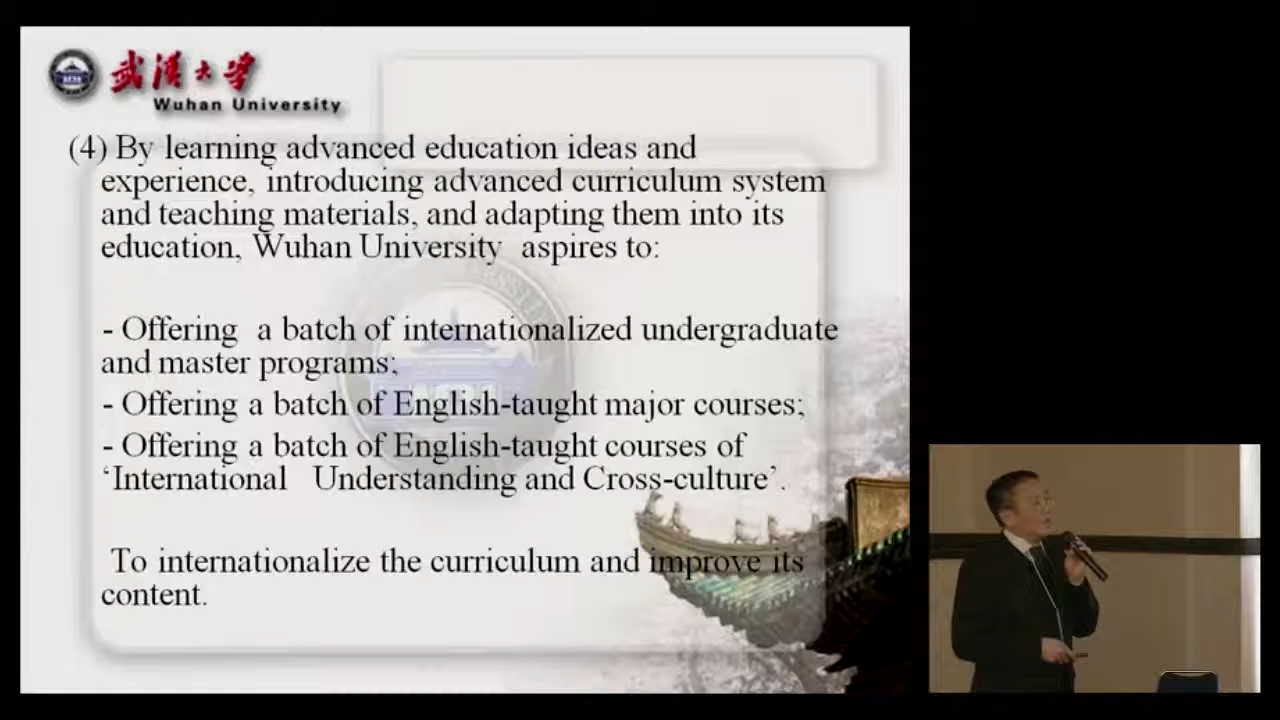 武漢大学
Wuhan University
(4) By learning advanced education ideas and
experience, introducing advanced curriculum system
and teaching materials, and adapting them into its
education, Wuhan University aspires to:
- Offering a batch of internationalized undergraduate
and master programs;
- Offering a batch of English-taught major courses;
- Offering a batch of English-taught courses of
‘International Understanding and Cross-culture’.
To internationalize the curriculum and improve its
content.